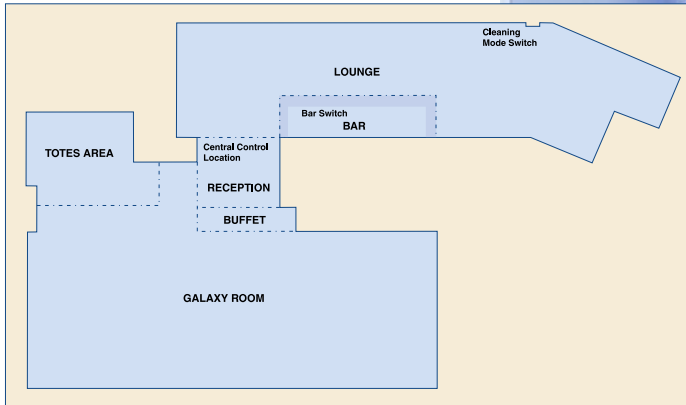 Cleaning
Mode Switch
LOUNGE
Bar Switch
BAR
TOTES AREA
Central Control
Location
RECEPTION
BUFFET
GALAXY ROOM